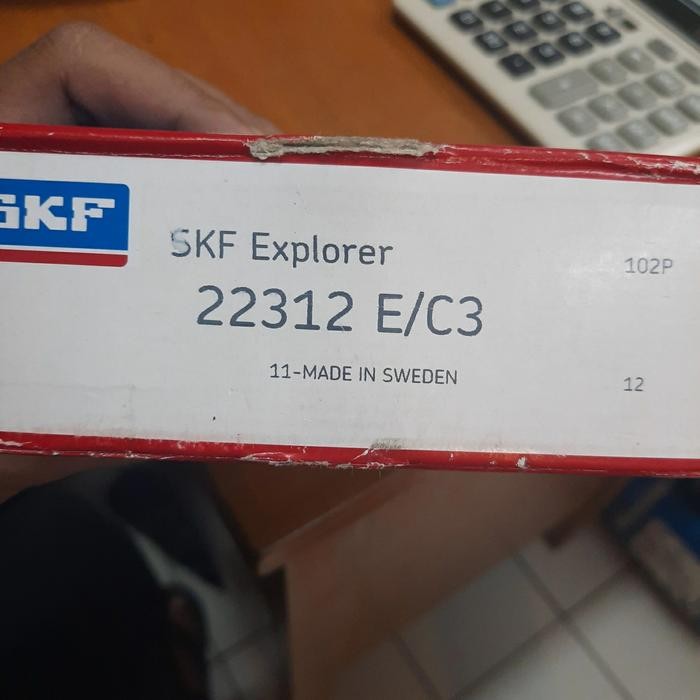 SKF
SKF Explorer
102P
22312 E/C3
11-MADE IN SWEDEN
12